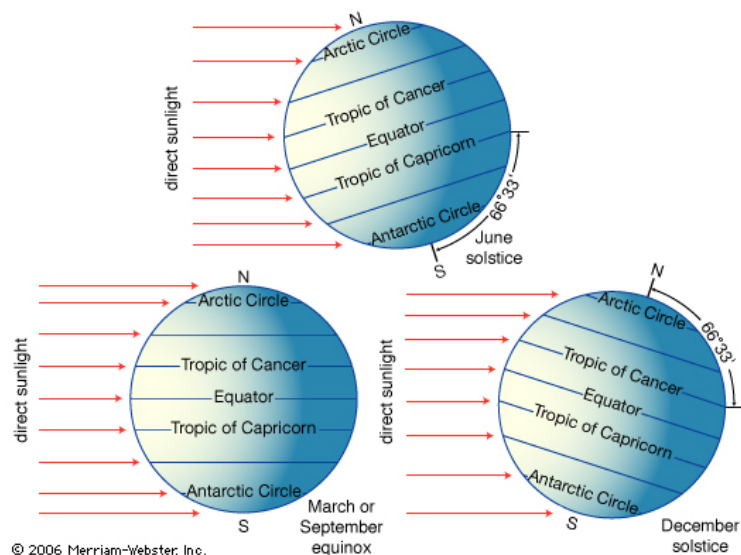 N
Arctic Circle
Tropic of Cancer
Equator
Tropic of Capricorn
Antarctic Circle
direct sunlight
66°33'
S
June
solstice
N
Arctic Circle
Tropic of Cancer
Equator
Tropic of Capricorn
Antarctic Circle
direct sunlight
S
March or
September
equinox
N
Arctic Circle
66°33'
Tropic of Cancer
Equator
Tropic of Capricorn
Antarctic Circle
direct sunlight
S
December
solstice
© 2006 Merriam-Webster, Inc.